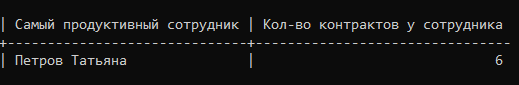 | Самый продуктивный сотрудник | Кол-во контрактов у сотрудника
+------------------------------+--------------------------------
| Петров Татьяна               |                              6